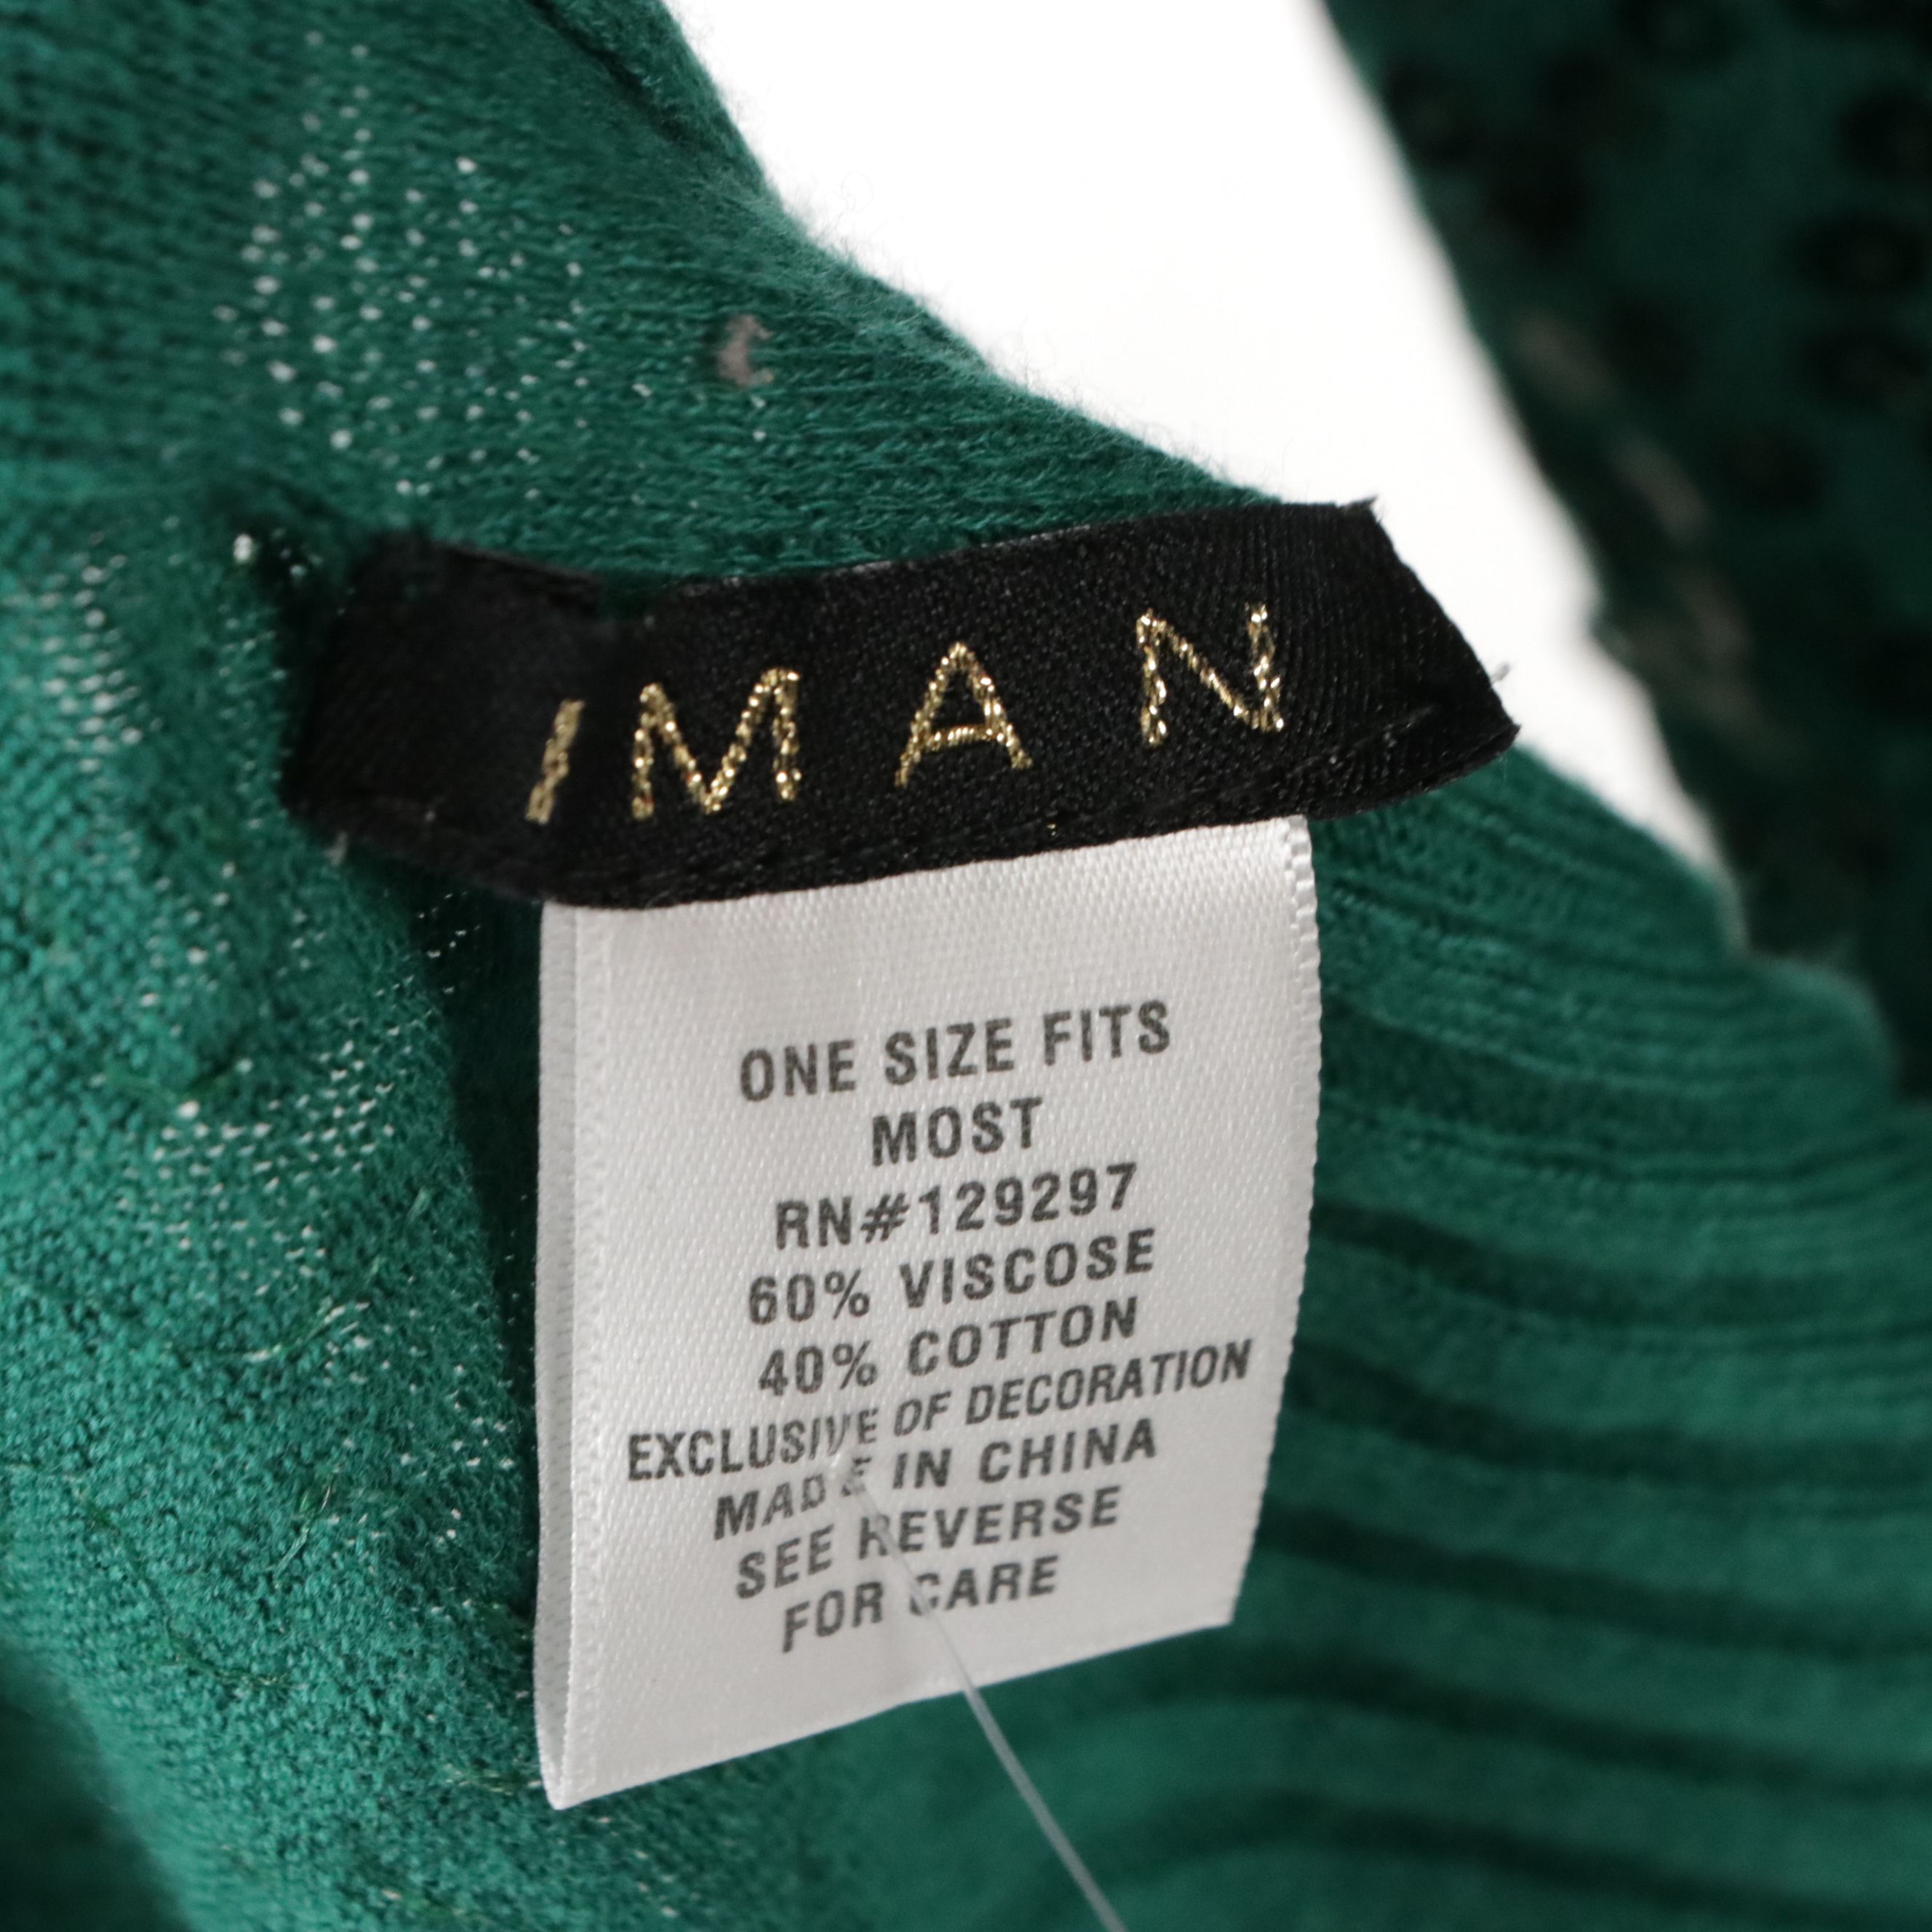 IMAN
ONE SIZE FITS
MOST
RN#129297
60% VISCOSE
40% COTTON
EXCLUSIVE OF DECORATION
MADE IN CHINA
SEE REVERSE
FOR CARE